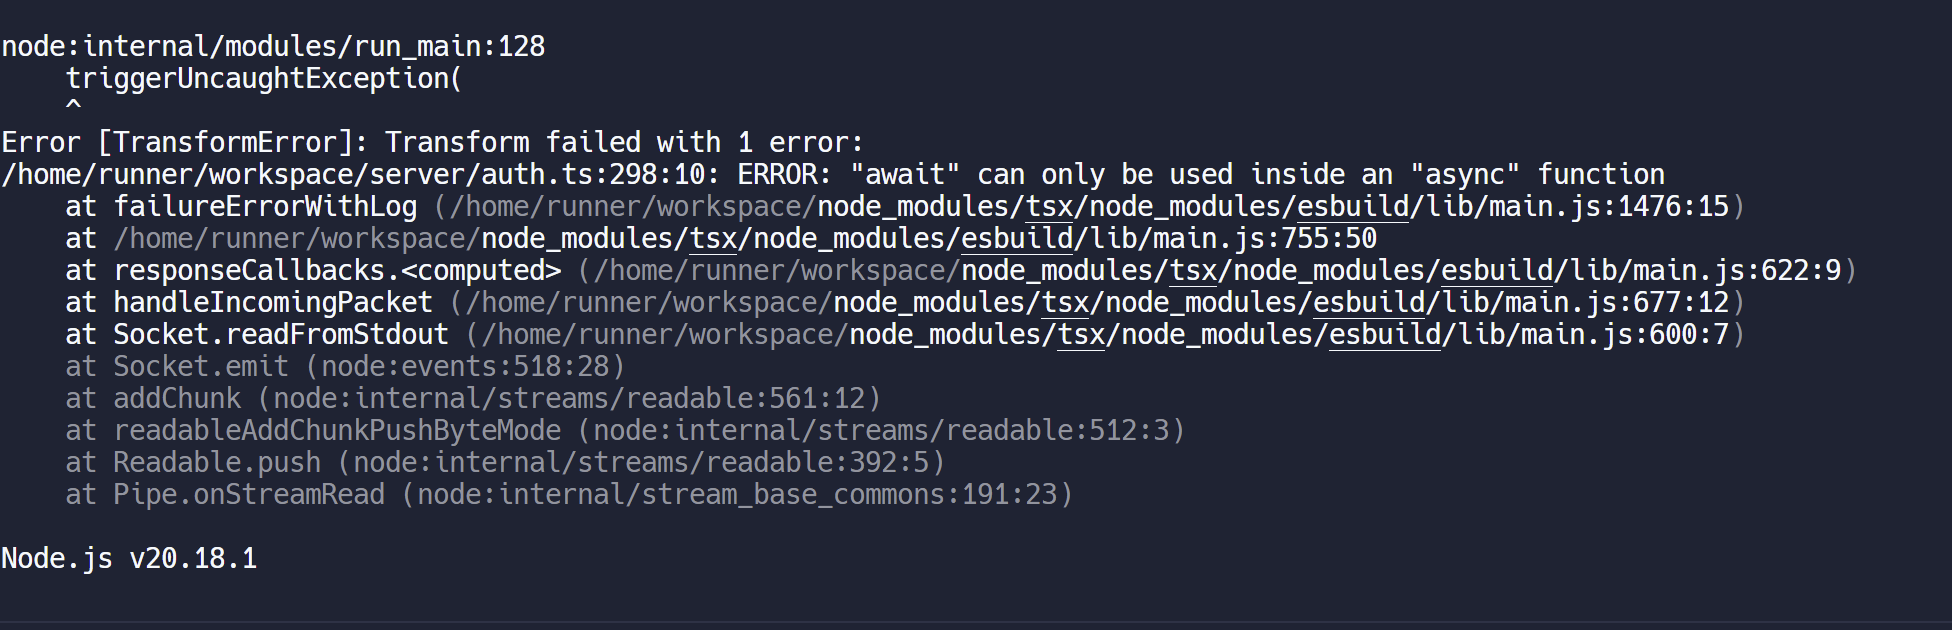 node:internal/modules/run_main:128
    triggerUncaughtException(
    ^
Error [TransformError]: Transform failed with 1 error:
/home/runner/workspace/server/auth.ts:298:10: ERROR: "await" can only be used inside an "async" function
    at failureErrorWithLog (/home/runner/workspace/node_modules/tsx/node_modules/esbuild/lib/main.js:1476:15)
    at /home/runner/workspace/node_modules/tsx/node_modules/esbuild/lib/main.js:755:50
    at responseCallbacks.<computed> (/home/runner/workspace/node_modules/tsx/node_modules/esbuild/lib/main.js:622:9)
    at handleIncomingPacket (/home/runner/workspace/node_modules/tsx/node_modules/esbuild/lib/main.js:677:12)
    at Socket.readFromStdout (/home/runner/workspace/node_modules/tsx/node_modules/esbuild/lib/main.js:600:7)
    at Socket.emit (node:events:518:28)
    at addChunk (node:internal/streams/readable:561:12)
    at readableAddChunkPushByteMode (node:internal/streams/readable:512:3)
    at Readable.push (node:internal/streams/readable:392:5)
    at Pipe.onStreamRead (node:internal/stream_base_commons:191:23)

Node.js v20.18.1